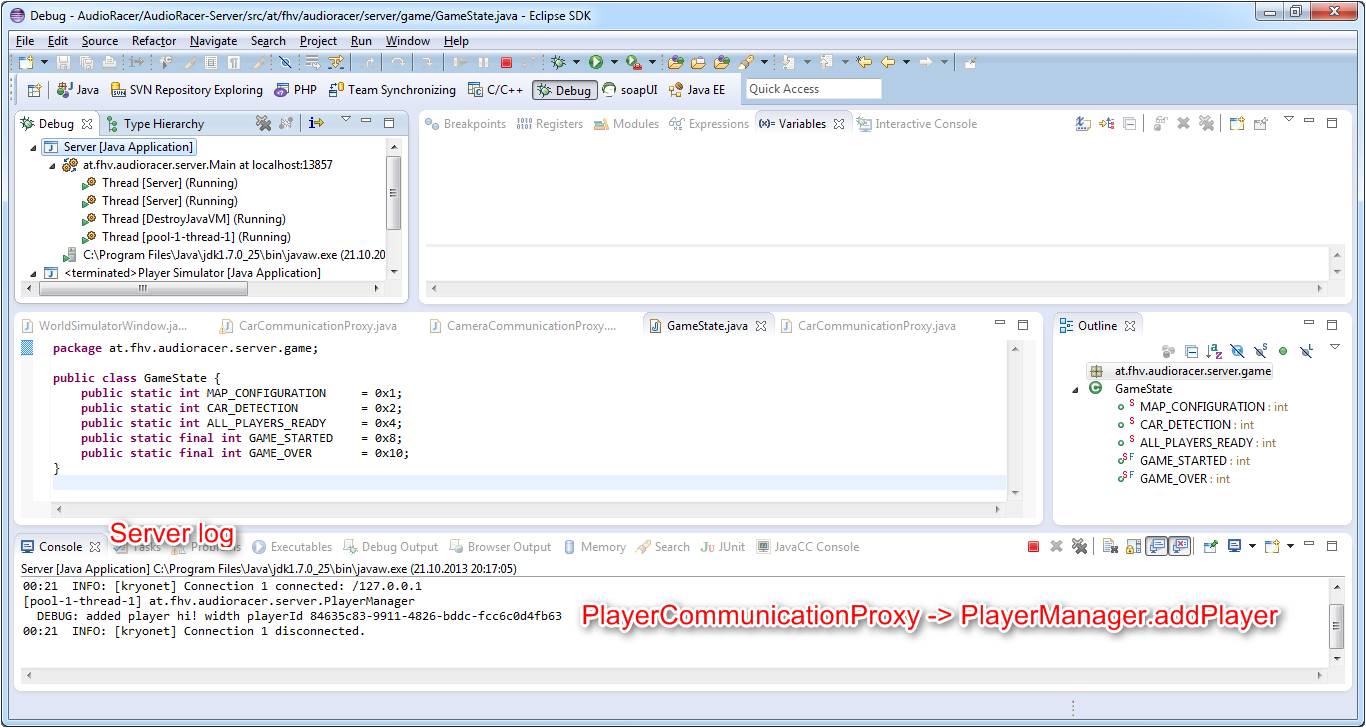 Debug - AudioRacer/AudioRacer-Server/src/at/fhv/audioracer/server/game/GameState.java - Eclipse SDK
File Edit Source Refactor Navigate Search Project Run Window Help
Java SVN Repository Exploring PHP Team Synchronizing C/C++ Debug soapUI Java EE Quick Access
Debug Type Hierarchy
Server [Java Application]
at.fhv.audioracer.server.Main at localhost:13857
Thread [Server] (Running)
Thread [Server] (Running)
Thread [DestroyJavaVM] (Running)
Thread [pool-1-thread-1] (Running)
C:\Program Files\Java\jdk1.7.0_25\bin\javaw.exe (21.10.20
<terminated>Player Simulator [Java Application]
Breakpoints Registers Modules Expressions Variables Interactive Console
WorldSimulatorWindow.ja... CarCommunicationProxy.java CameraCommunicationProxy.... GameState.java CarCommunicationProxy.java
package at.fhv.audioracer.server.game;
public class GameState {
public static int MAP_CONFIGURATION = 0x1;
public static int CAR_DETECTION = 0x2;
public static int ALL_PLAYERS_READY = 0x4;
public static final int GAME_STARTED = 0x8;
public static final int GAME_OVER = 0x10;
}
Outline
at.fhv.audioracer.server.game
GameState
MAP_CONFIGURATION : int
CAR_DETECTION : int
ALL_PLAYERS_READY : int
GAME_STARTED : int
GAME_OVER : int
Server log
Console Tasks Problems Executables Debug Output Browser Output Memory Search JUnit JavaCC Console
Server [Java Application] C:\Program Files\Java\jdk1.7.0_25\bin\javaw.exe (21.10.2013 20:17:05)
00:21 INFO: [kryonet] Connection 1 connected: /127.0.0.1
[pool-1-thread-1] at.fhv.audioracer.server.PlayerManager
DEBUG: added player hi! width playerId 84635c83-9911-4826-bddc-fcc6c0d4fb63
00:21 INFO: [kryonet] Connection 1 disconnected.
PlayerCommunicationProxy -> PlayerManager.addPlayer